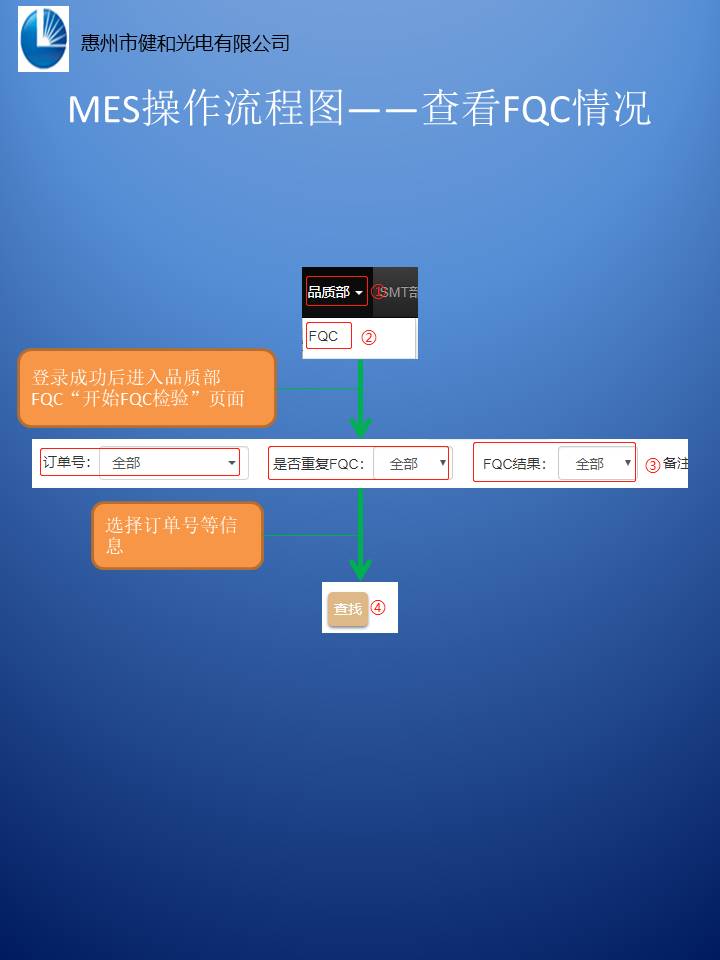 惠州市健和光电有限公司
MES操作流程图——查看FQC情况
品质部 ① SMT部
FQC ②
登录成功后进入品质部
FQC“开始FQC检验”页面
订单号： 全部 是否重复FQC： 全部 FQC结果： 全部 ③ 备注
选择订单号等信
息
查找 ④